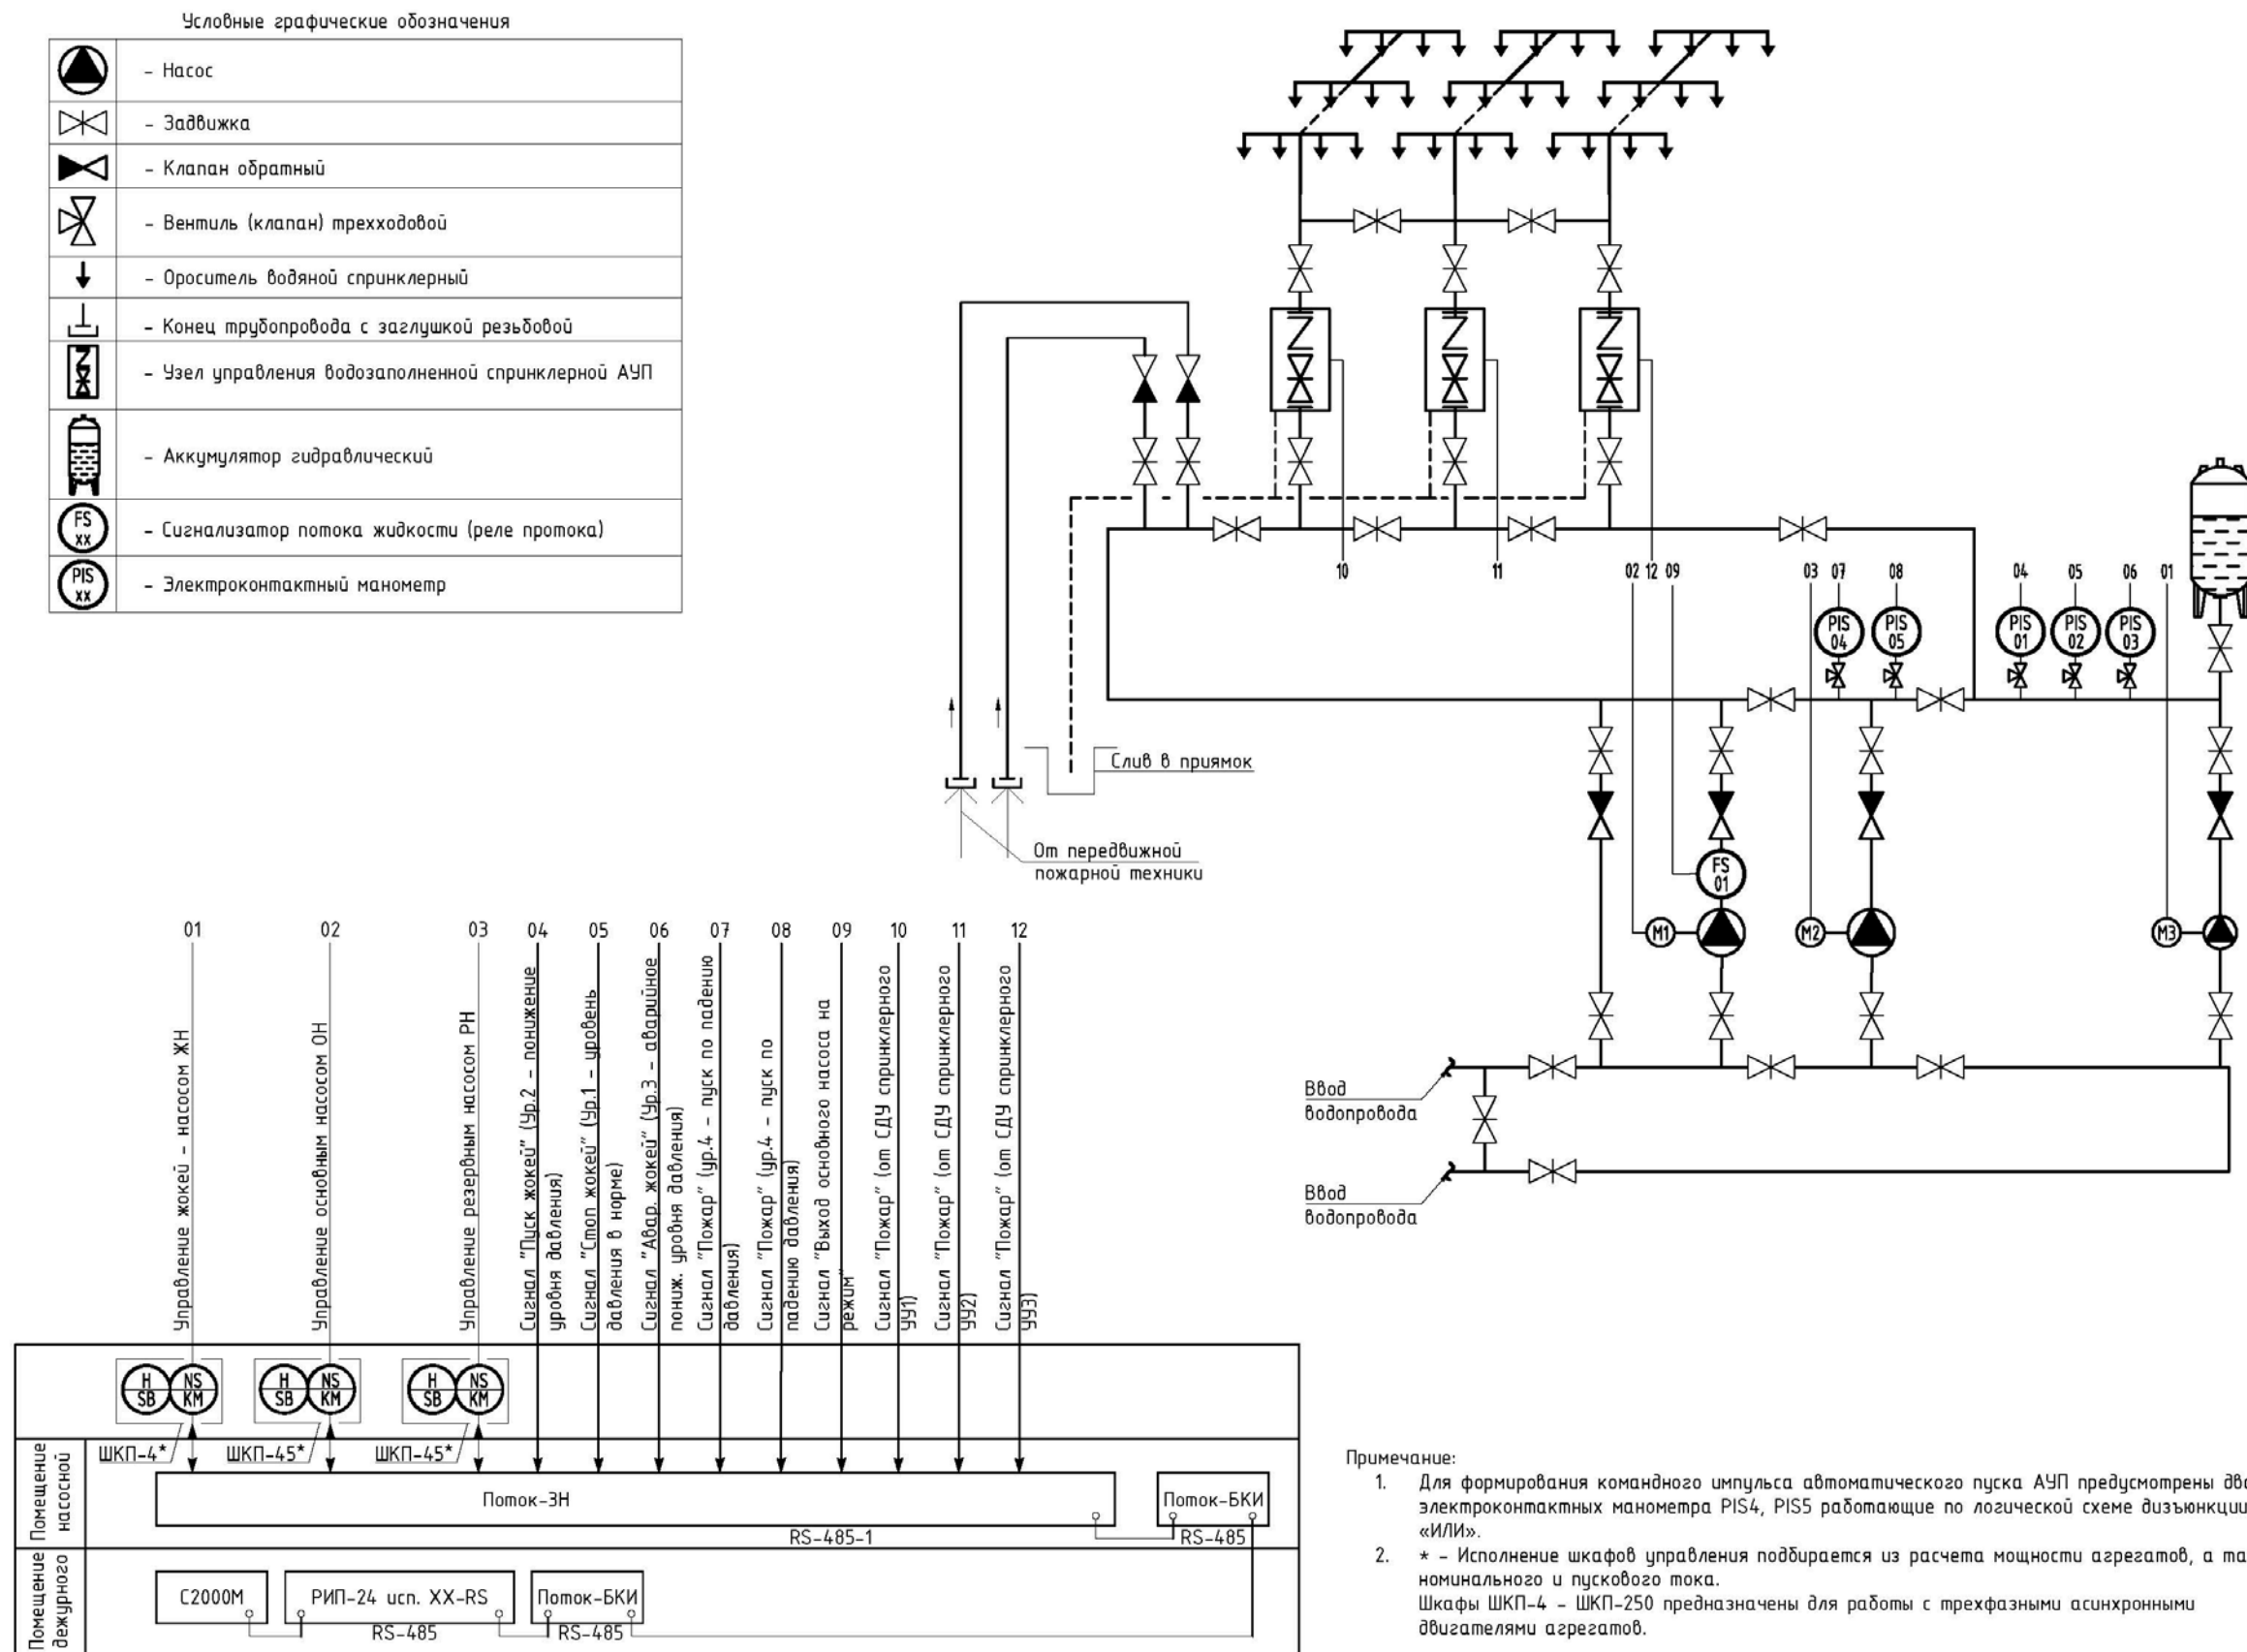 Условные графические обозначения
- Насос
- Задвижка
- Клапан обратный
- Вентиль (клапан) трехходовой
- Ороситель водяной спринклерный
- Конец трубопровода с заглушкой резьбовой
- Узел управления водозаполненной спринклерной АУП
- Аккумулятор гидравлический
FS
xx
- Сигнализатор потока жидкости (реле протока)
PIS
xx
- Электроконтактный манометр
10
11
02 12 09
03 07
08
04
05
06
01
PIS
04
PIS
05
PIS
01
PIS
02
PIS
03
Слив в приямок
От передвижной
пожарной техники
FS
01
М1
М2
М3
Ввод
водопровода
Ввод
водопровода
01
02
03
04
05
06
07
08
09
10
11
12
Управление жокей - насосом ЖН
Управление основным насосом ОН
Управление резервным насосом РН
Сигнал "Пуск жокей" (Ур.2 - понижение
уровня давления)
Сигнал "Стоп жокей" (Ур.1 - уровень
давления в норме)
Сигнал "Авар. жокей" (Ур.3 - аварийное
пониж. уровня давления)
Сигнал "Пожар" (ур.4 - пуск по падению
давления)
Сигнал "Пожар" (ур.4 - пуск по
падению давления)
Сигнал "Выход основного насоса на
режим"
Сигнал "Пожар" (от СДУ спринклерного
УУ1)
Сигнал "Пожар" (от СДУ спринклерного
УУ2)
Сигнал "Пожар" (от СДУ спринклерного
УУ3)
H
SB
NS
KM
H
SB
NS
KM
H
SB
NS
KM
ШКП-4*
ШКП-45*
ШКП-45*
Помещение
насосной
Поток-3Н
Поток-БКИ
RS-485-1
RS-485
Помещение
дежурного
С2000М
РИП-24 исп. XX-RS
Поток-БКИ
RS-485
RS-485
Примечание:
1. Для формирования командного импульса автоматического пуска АУП предусмотрены
электроконтактных манометра PIS4, PIS5 работающие по логической схеме дизъюнкции
«ИЛИ».
2. * - Исполнение шкафов управления подбирается из расчета мощности агрегатов, а
номинального и пускового тока.
Шкафы ШКП-4 - ШКП-250 предназначены для работы с трехфазными асинхронными
двигателями агрегатов.